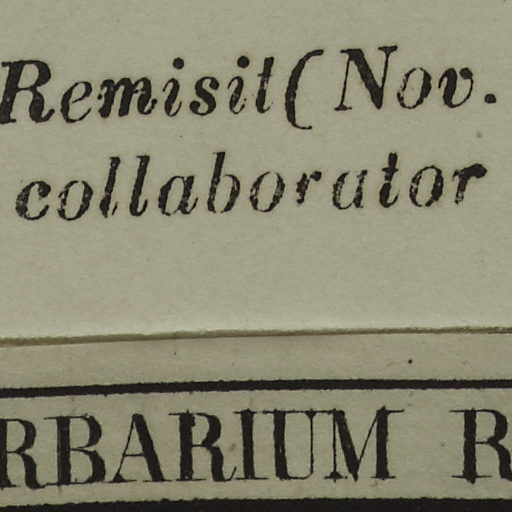 Remisit (Nov.
collaborator
RBARIUM R